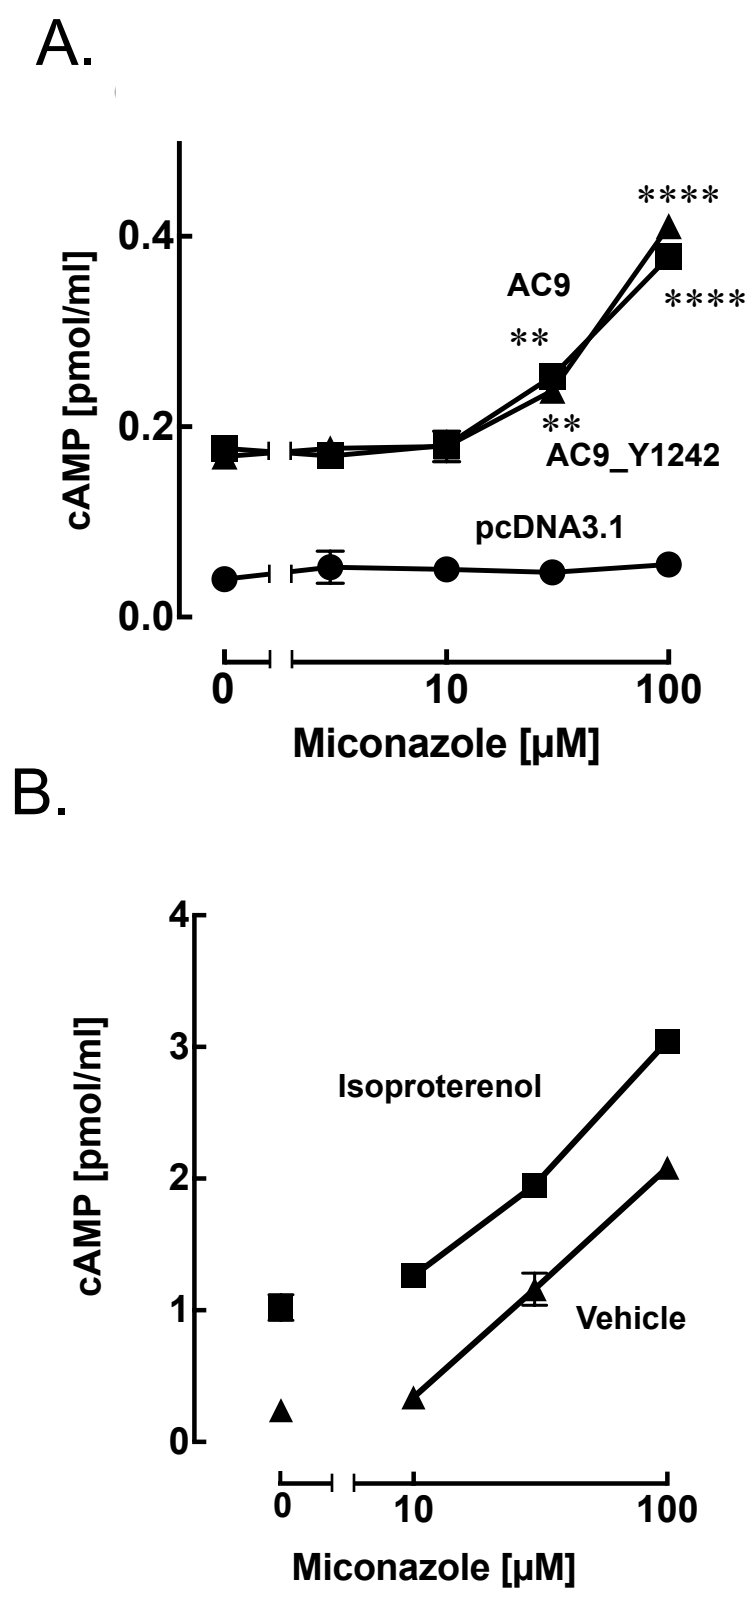 A.
cAMP [pmol/ml]
0.4
0.2
0.0
****
AC9
****
**
**
AC9_Y1242
pcDNA3.1
0
10
100
Miconazole [µM]
B.
cAMP [pmol/ml]
4
3
2
1
0
Isoproterenol
Vehicle
0
10
100
Miconazole [µM]